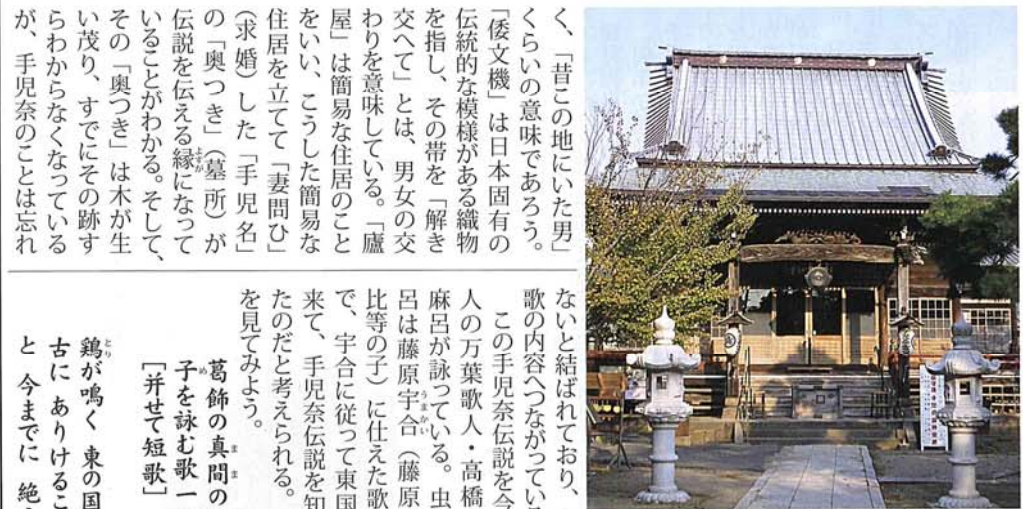 く、「昔この地にいた男」
くらいの意味であろう。
「倭文機」は日本固有の
伝統的な模様がある織物
を指し、その帯を「解き
交へて」とは、男女の交
わりを意味している。「廬
屋」は簡易な住居のこと
をいい、こうした簡易な
住居を立てて「妻問ひ」
（求婚）した「手児名」
の「奥つき」（墓所）が
伝説を伝える縁になって
よすが
いることがわかる。そして、
その「奥つき」は木が生
い茂り、すでにその跡す
らわからなくなっている
が、手児奈のことは忘れ
ないと結ばれており、
歌の内容へつながってい
この手児奈伝説を
人の万葉歌人・高橋
麻呂が詠っている。虫
呂は藤原宇合（藤原
うまかい
比等の子）に仕えた歌
で、宇合に従って東国
来て、手児奈伝説を知
たのだと考えられる。
を見てみよう。
葛飾の真間の
まま
子を詠む歌一
め
［并せて短歌］
鶏が鳴く 東の国
とり
古に ありけるこ
と 今までに 絶